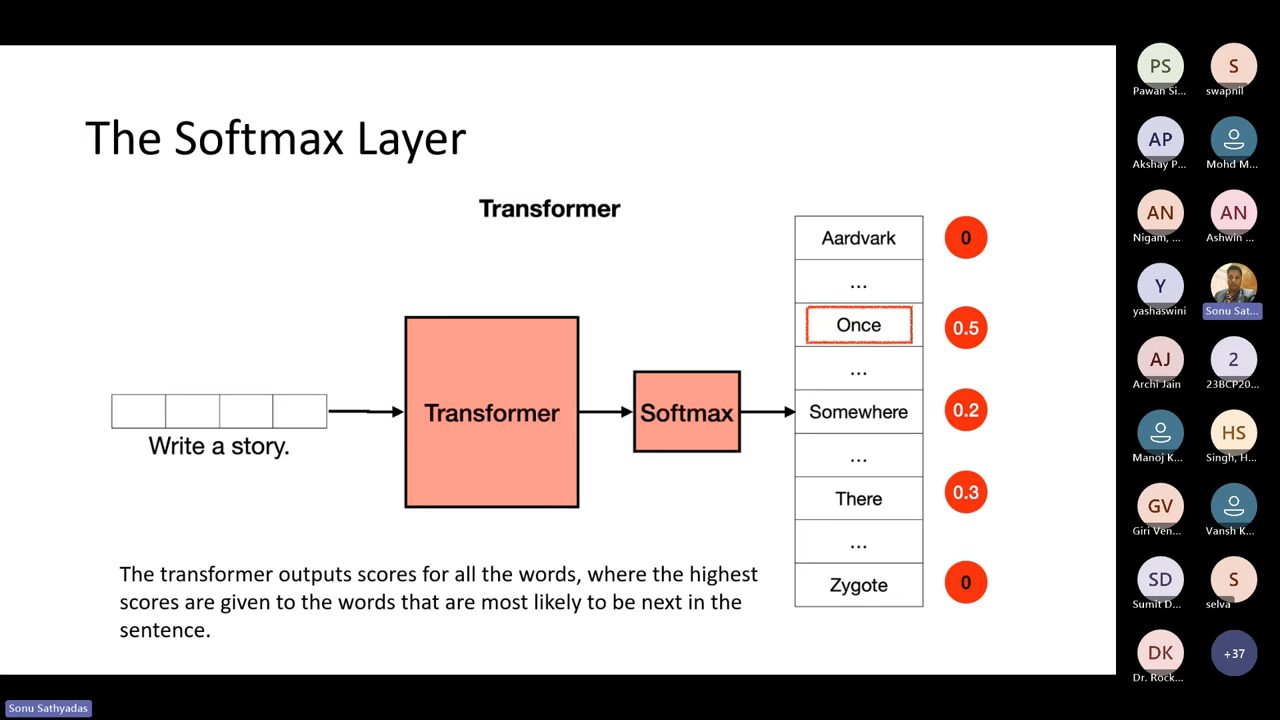 The Softmax Layer
Transformer
Write a story.
Transformer
Softmax
Aardvark
0
...
Once
0.5
...
Somewhere
0.2
...
There
0.3
...
Zygote
0
The transformer outputs scores for all the words, where the highest
scores are given to the words that are most likely to be next in the
sentence.
PS
Pawan Si...
S
swapnil
AP
Akshay P...
Mohd M...
AN
Nigam, ...
AN
Ashwin ...
Y
yashaswini
Sonu Sat...
AJ
Archi Jain
2
23BCP20...
Manoj K...
HS
Singh, H...
GV
Giri Ven...
Vansh K...
SD
Sumit D...
S
selva
DK
Dr. Rock...
+37
Sonu Sathyadas